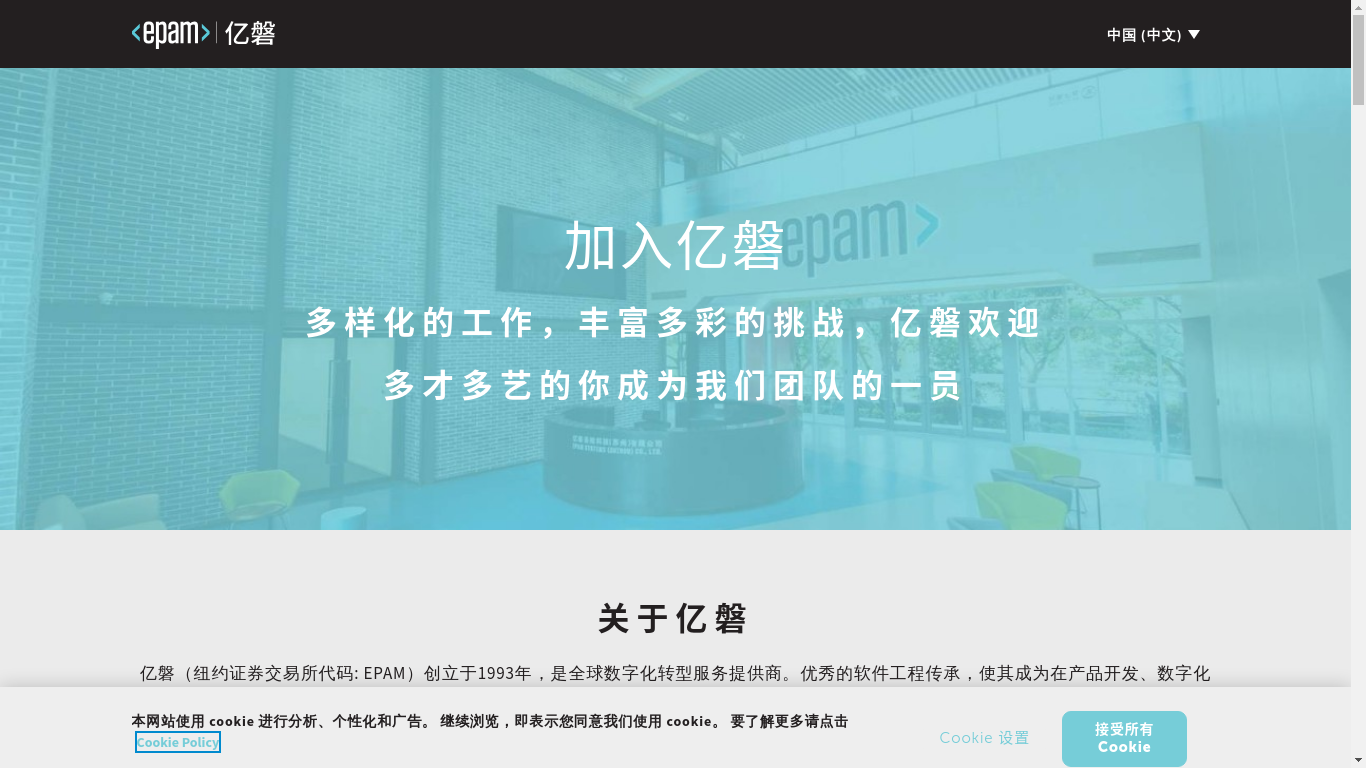 <epam> | 亿磐
中国 (中文)
epam>
加入亿磐
多样化的工作，丰富多彩的挑战，亿磐欢迎
多才多艺的你成为我们团队的一员
关于亿磐
亿磐（纽约证券交易所代码: EPAM）创立于1993年，是全球数字化转型服务提供商。优秀的软件工程传承，使其成为在产品开发、数字化
本网站使用 cookie 进行分析、个性化和广告。 继续浏览，即表示您同意我们使用 cookie。 要了解更多请点击
Cookie Policy
Cookie 设置
接受所有
Cookie